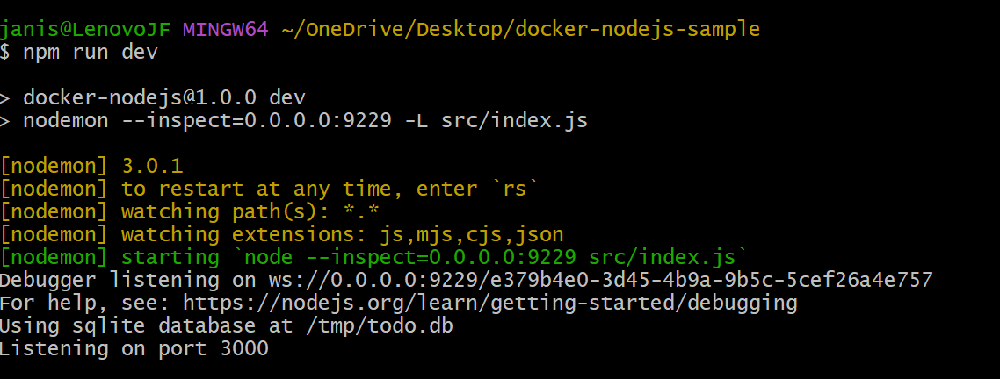 janis@LenovoJF MINGW64 ~/OneDrive/Desktop/docker-nodejs-sample
$ npm run dev
> docker-nodejs@1.0.0 dev
> nodemon --inspect=0.0.0.0:9229 -L src/index.js
[nodemon] 3.0.1
[nodemon] to restart at any time, enter `rs`
[nodemon] watching path(s): *.*
[nodemon] watching extensions: js,mjs,cjs,json
[nodemon] starting `node --inspect=0.0.0.0:9229 src/index.js`
Debugger listening on ws://0.0.0.0:9229/e379b4e0-3d45-4b9a-9b5c-5cef26a4e757
For help, see: https://nodejs.org/learn/getting-started/debugging
Using sqlite database at /tmp/todo.db
Listening on port 3000